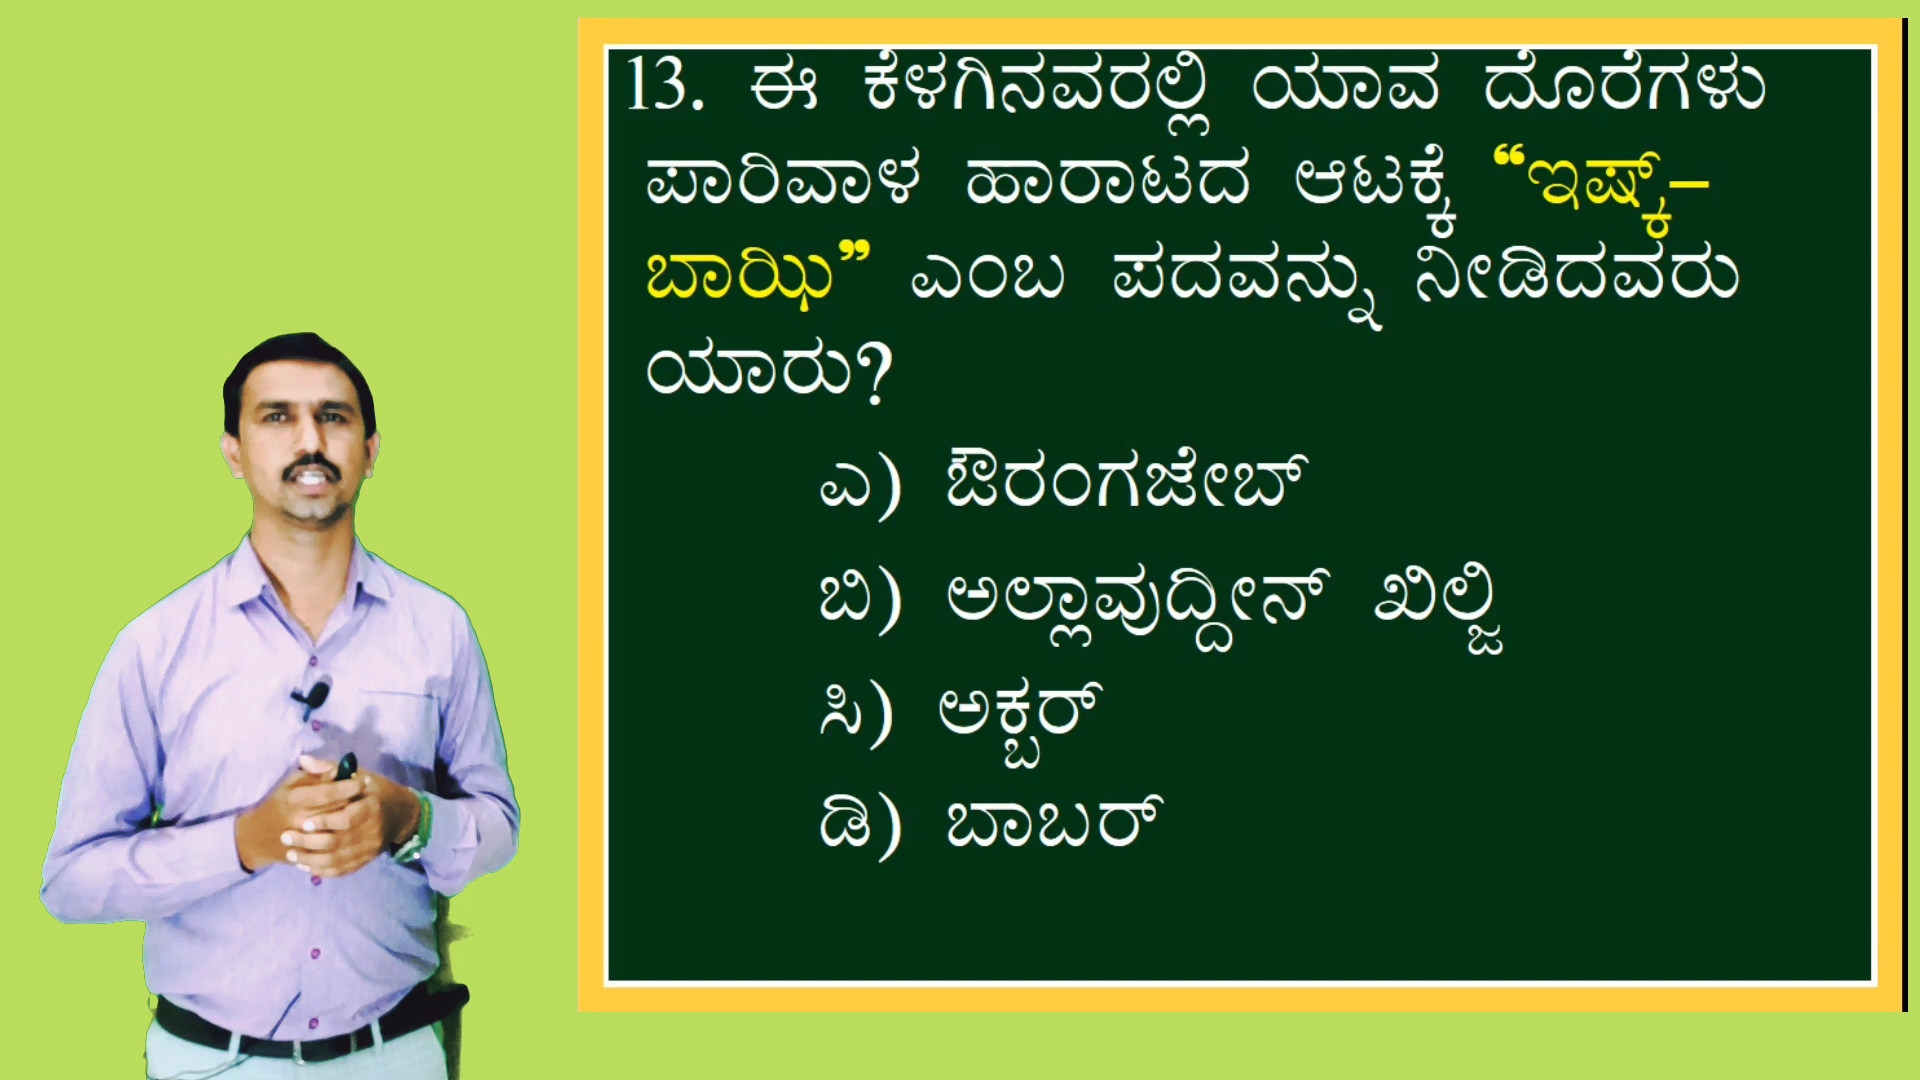 13. ಈ ಕೆಳಗಿನವರಲ್ಲಿ ಯಾವ ದೊರೆಗಳು
ಪಾರಿವಾಳ ಹಾರಾಟದ ಆಟಕ್ಕೆ “ಇಷ್ಕ್–
ಬಾಝಿ” ಎಂಬ ಪದವನ್ನು ನೀಡಿದವರು
ಯಾರು?
ಎ) ಔರಂಗಜೇಬ್
ಬಿ) ಅಲ್ಲಾವುದ್ದೀನ್ ಖಿಲ್ಜಿ
ಸಿ) ಅಕ್ಬರ್
ಡಿ) ಬಾಬರ್